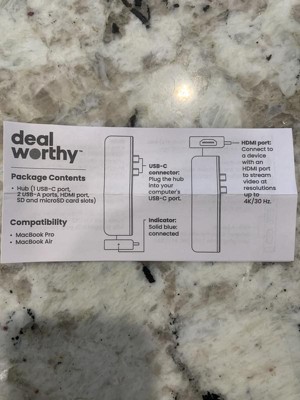 deal
worthy™
Package Contents
• Hub (1 USB-C port,
2 USB-A ports, HDMI port,
SD and microSD card slots)
Compatibility
• MacBook Pro
• MacBook Air
USB-C
connector:
Plug the hub
into your
computer's
USB-C port.
Indicator:
Solid blue:
connected
HDMI port:
Connect to
a device
with an
HDMI port
to stream
video at
resolutions
up to
4K/30 Hz.